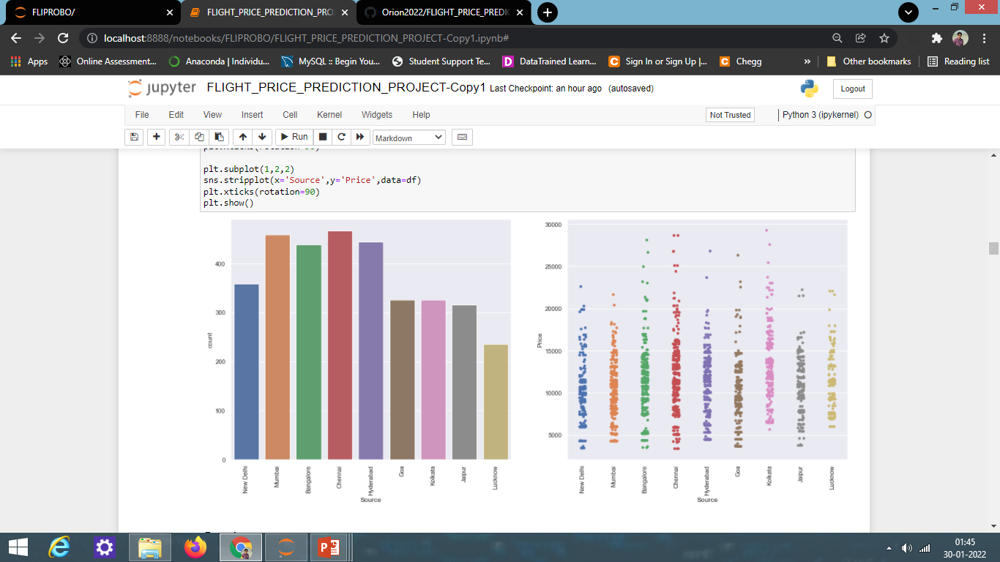 FLIPROBO/
FLIGHT_PRICE_PREDICTION_PRO
Orion2022/FLIGHT_PRICE_PREDIC
localhost:8888/notebooks/FLIPROBO/FLIGHT_PRICE_PREDICTION_PROJECT-Copy1.ipynb#
Apps Online Assessment... Anaconda | Individu... MySQL :: Begin You... Student Support Te... DataTrained Learn... Sign In or Sign Up |... Chegg » Other bookmarks Reading list
jupyter FLIGHT_PRICE_PREDICTION_PROJECT-Copy1 Last Checkpoint: an hour ago (autosaved) Logout
File Edit View Insert Cell Kernel Widgets Help Not Trusted Python 3 (ipykernel)
Run Markdown
plt.subplot(1,2,2)
sns.stripplot(x='Source',y='Price',data=df)
plt.xticks(rotation=90)
plt.show()
400
300
200
100
0
count
New Delhi Mumbai Bangalore Chennai Hyderabad Goa Kolkata Jaipur Lucknow
Source
30000
25000
20000
15000
10000
5000
Price
New Delhi Mumbai Bangalore Chennai Hyderabad Goa Kolkata Jaipur Lucknow
Source
01:45
30-01-2022